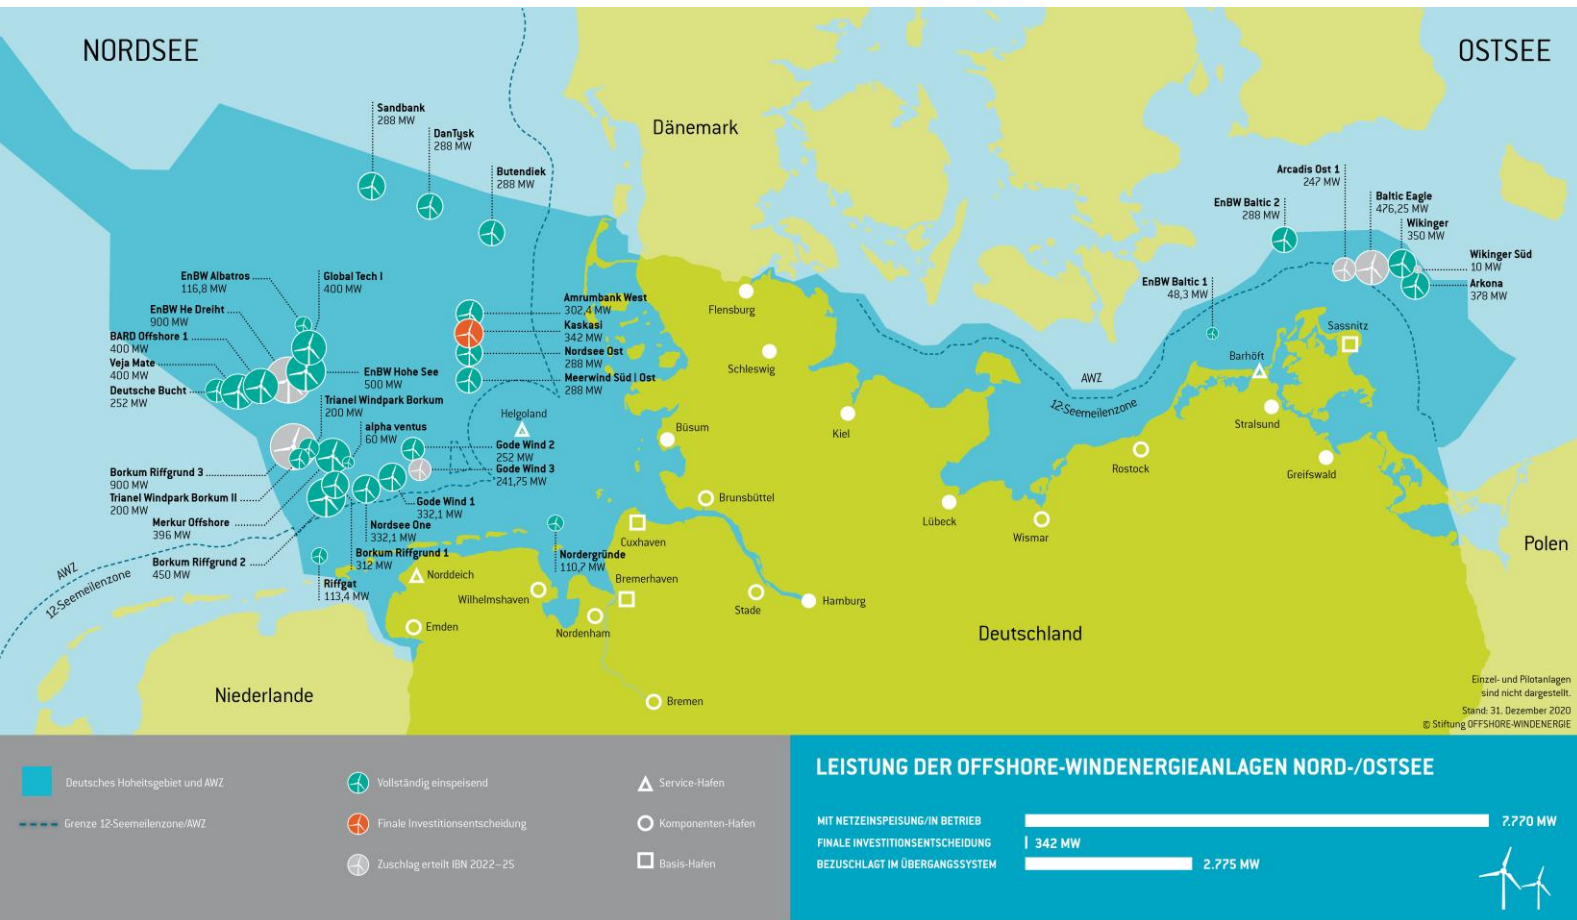 NORDSEE
OSTSEE
Dänemark
Sandbank
288 MW
DanTysk
288 MW
Butendiek
288 MW
EnBW Albatros
116,8 MW
Global Tech I
400 MW
EnBW He Dreiht
900 MW
BARD Offshore 1
400 MW
Veja Mate
400 MW
Deutsche Bucht
252 MW
EnBW Hohe See
500 MW
Amrumbank West
302,4 MW
Kaskasi
342 MW
Nordsee Ost
288 MW
Meerwind Süd | Ost
288 MW
Trianel Windpark Borkum
200 MW
alpha ventus
60 MW
Helgoland
Gode Wind 2
252 MW
Gode Wind 3
241,75 MW
Borkum Riffgrund 3
900 MW
Trianel Windpark Borkum II
200 MW
Merkur Offshore
396 MW
Borkum Riffgrund 2
450 MW
Gode Wind 1
332,1 MW
Nordsee One
332,1 MW
Borkum Riffgrund 1
312 MW
Riffgat
113,4 MW
Nordergründe
110,7 MW
AWZ
12-Seemeilenzone
Arcadis Ost 1
247 MW
EnBW Baltic 2
288 MW
Baltic Eagle
476,25 MW
Wikinger
350 MW
Wikinger Süd
10 MW
Arkona
378 MW
EnBW Baltic 1
48,3 MW
Flensburg
Schleswig
Büsum
Kiel
Brunsbüttel
Cuxhaven
Bremerhaven
Norddeich
Wilhelmshaven
Nordenham
Emden
Stade
Hamburg
Bremen
Lübeck
Wismar
Rostock
Barhöft
Sassnitz
Stralsund
Greifswald
AWZ
12-Seemeilenzone
Niederlande
Deutschland
Polen
Einzel- und Pilotanlagen
sind nicht dargestellt.
Stand: 31. Dezember 2020
© Stiftung OFFSHORE-WINDENERGIE
Deutsches Hoheitsgebiet und AWZ
Grenze 12-Seemeilenzone/AWZ
Vollständig einspeisend
Finale Investitionsentscheidung
Zuschlag erteilt IBN 2022–25
Service-Hafen
Komponenten-Hafen
Basis-Hafen
LEISTUNG DER OFFSHORE-WINDENERGIEANLAGEN NORD-/OSTSEE
MIT NETZEINSPEISUNG/IN BETRIEB
7.770 MW
FINALE INVESTITIONSENTSCHEIDUNG
342 MW
BEZUSCHLAGT IM ÜBERGANGSSYSTEM
2.775 MW